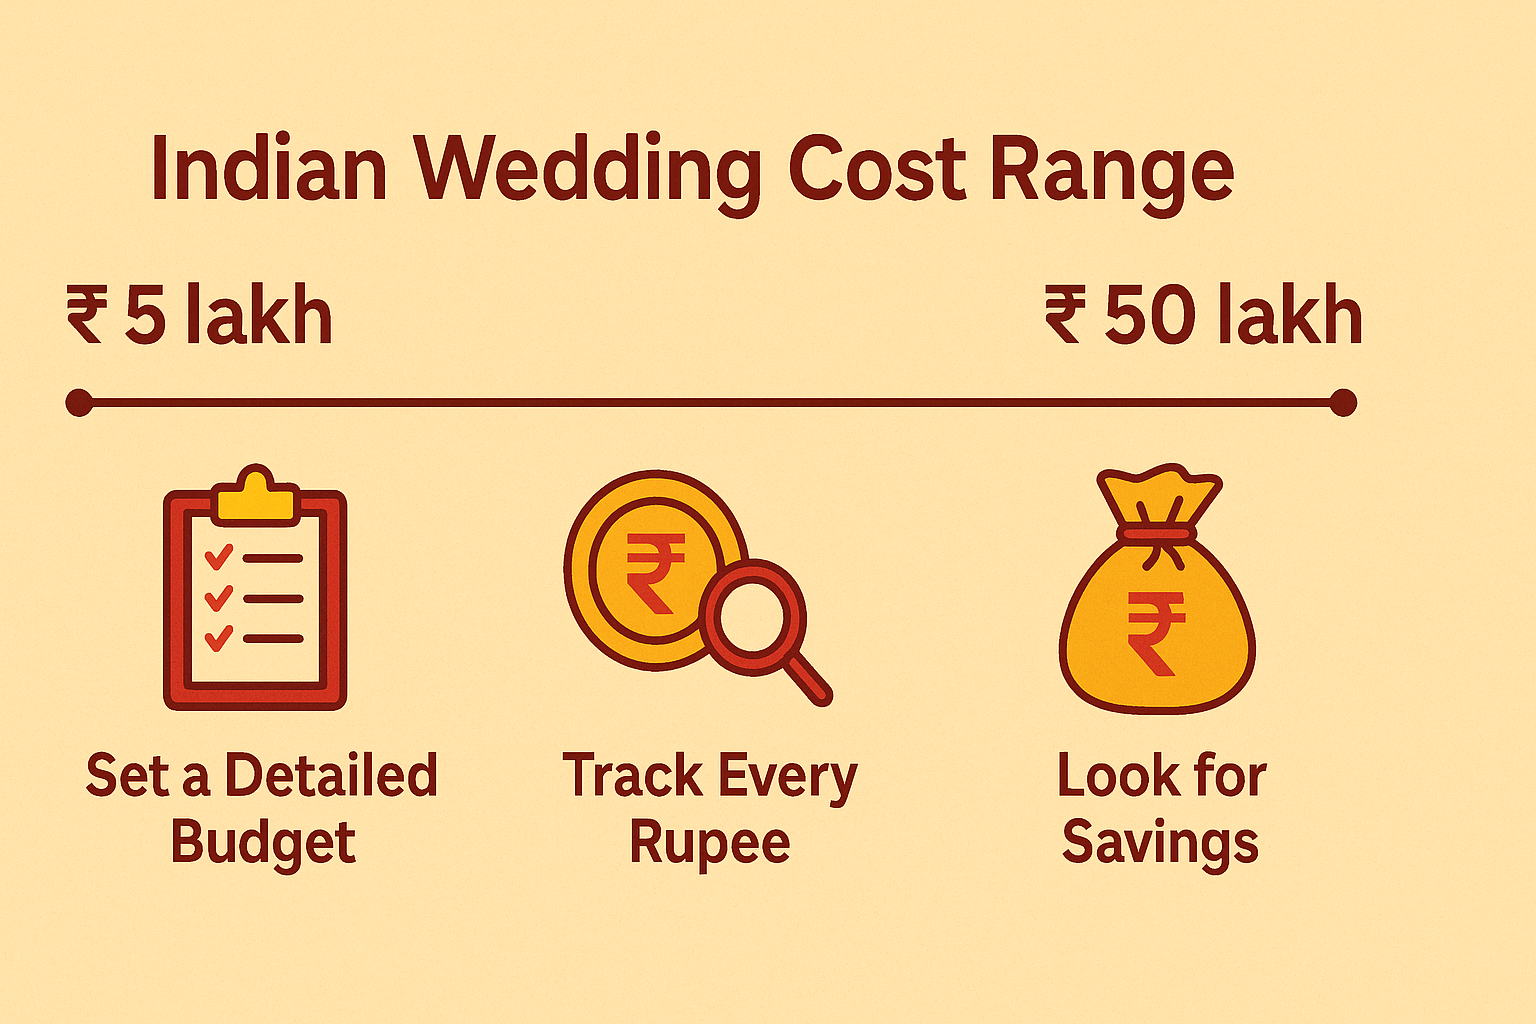 Indian Wedding Cost Range
₹ 5 lakh
₹ 50 lakh
₹
₹
Set a Detailed
Budget
Track Every
Rupee
Look for
Savings